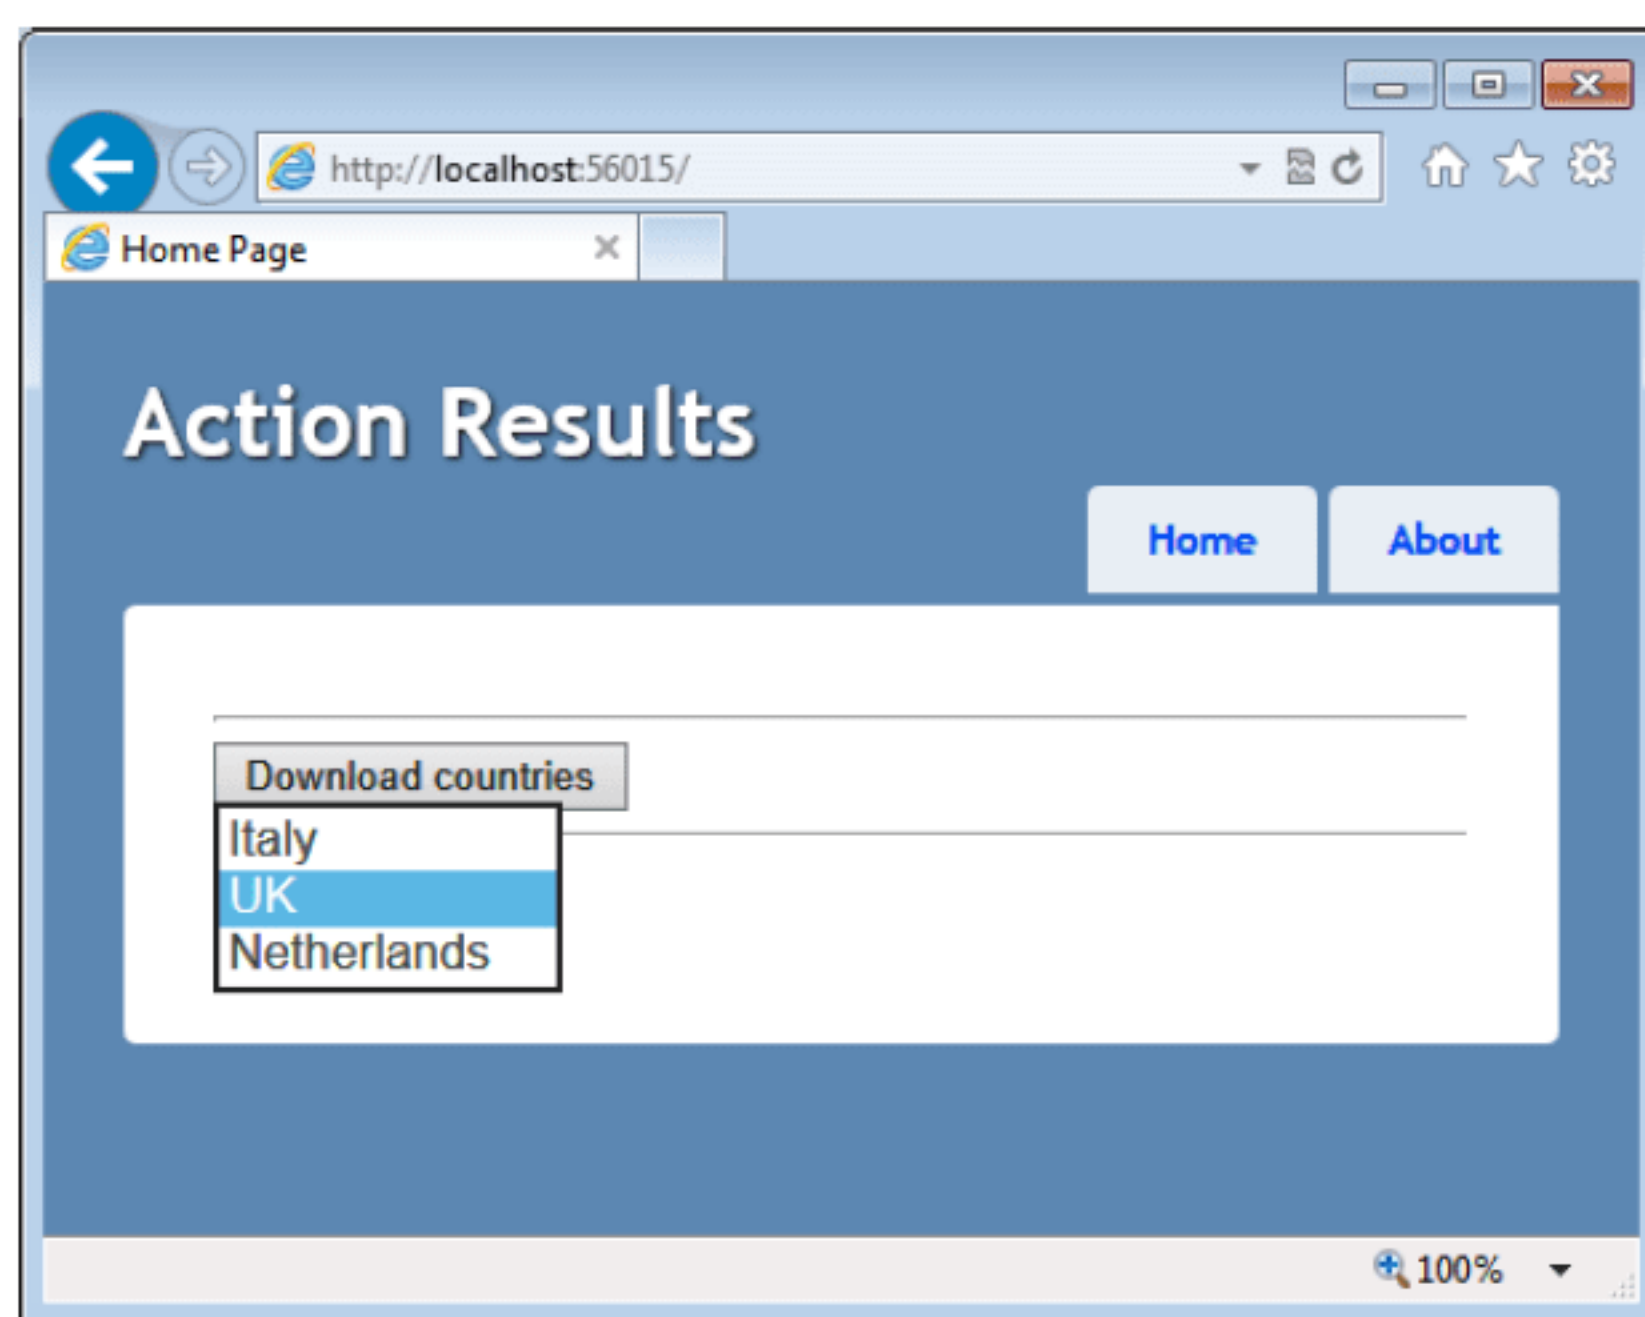 http://localhost:56015/
Home Page
Action Results
Home About
Download countries
Italy
UK
Netherlands
100%